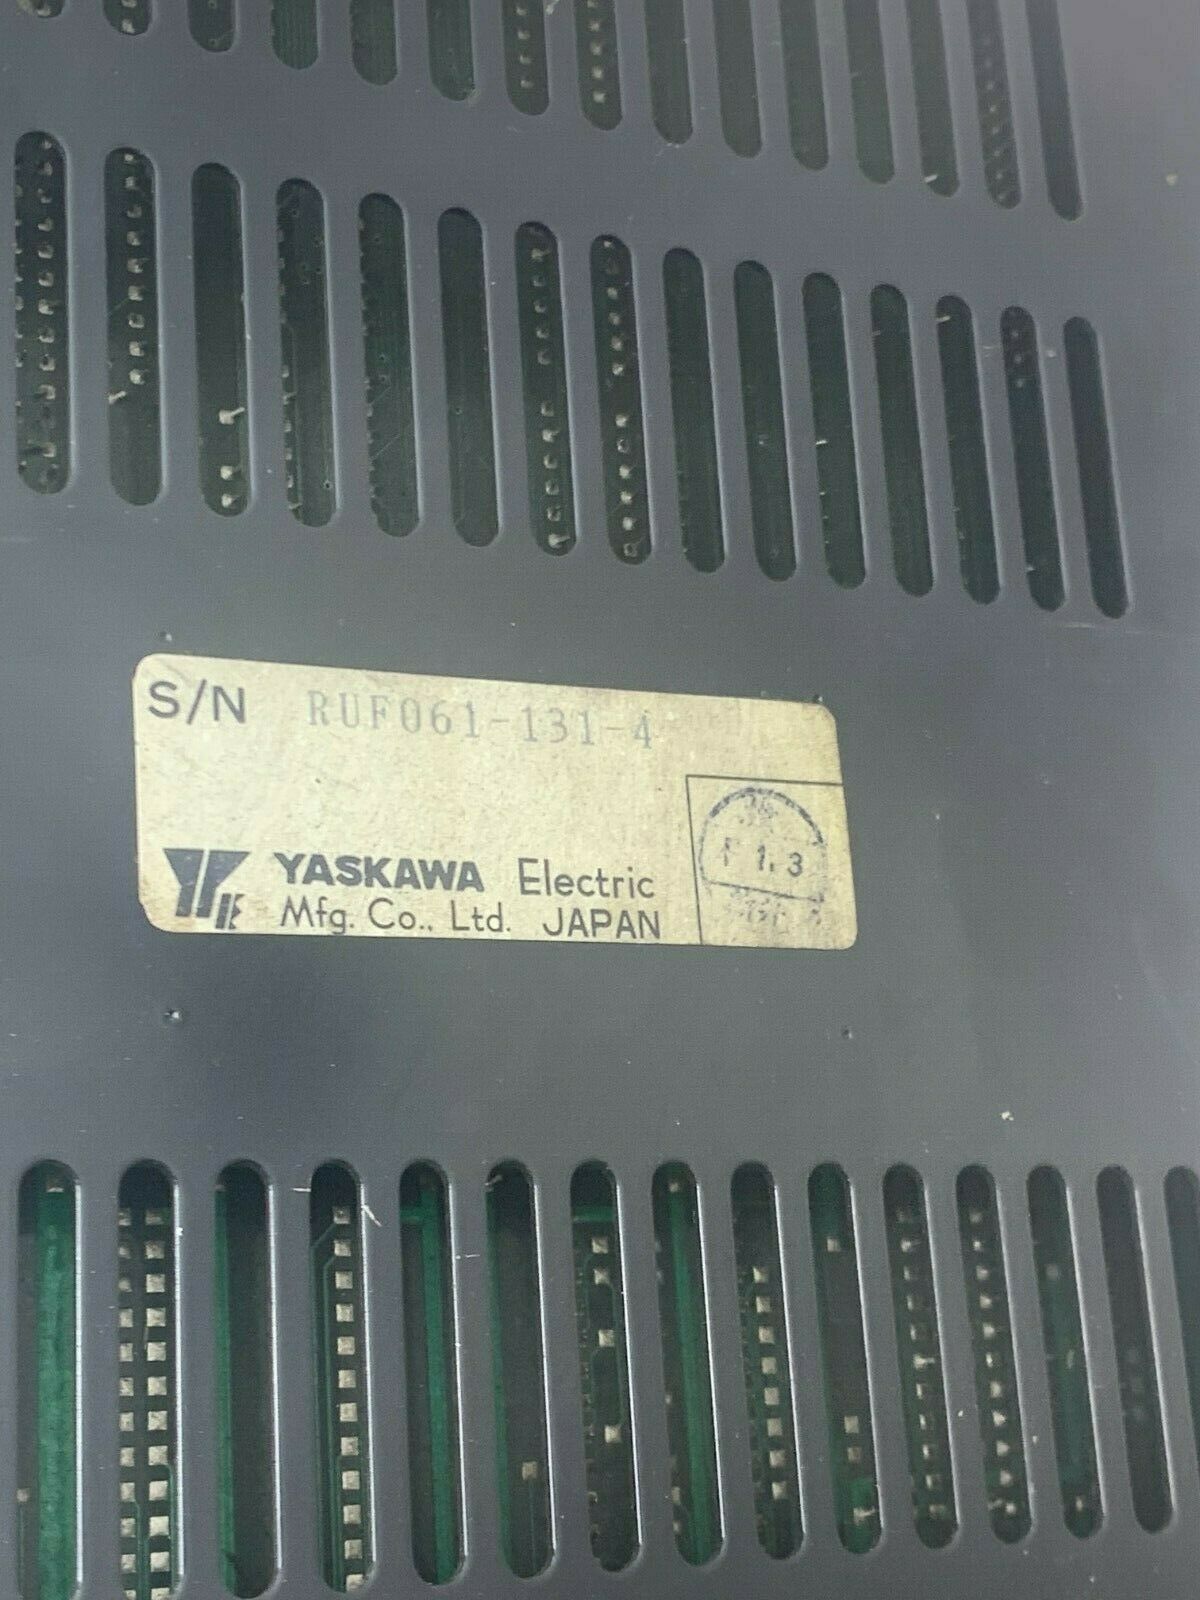 S/N RUF061-131-4
YASKAWA Electric
Mfg. Co., Ltd. JAPAN
1. 3